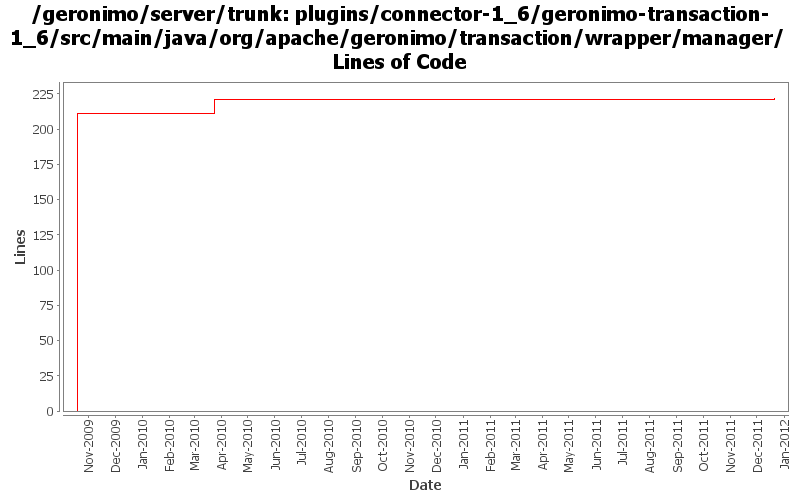 /geronimo/server/trunk: plugins/connector-1_6/geronimo-transaction-
1_6/src/main/java/org/apache/geronimo/transaction/wrapper/manager/
Lines of Code
225
200
175
150
125
100
75
50
25
0
Lines
Nov-2009
Dec-2009
Jan-2010
Feb-2010
Mar-2010
Apr-2010
May-2010
Jun-2010
Jul-2010
Aug-2010
Sep-2010
Oct-2010
Nov-2010
Dec-2010
Jan-2011
Feb-2011
Mar-2011
Apr-2011
May-2011
Jun-2011
Jul-2011
Aug-2011
Sep-2011
Oct-2011
Nov-2011
Dec-2011
Jan-2012
Date